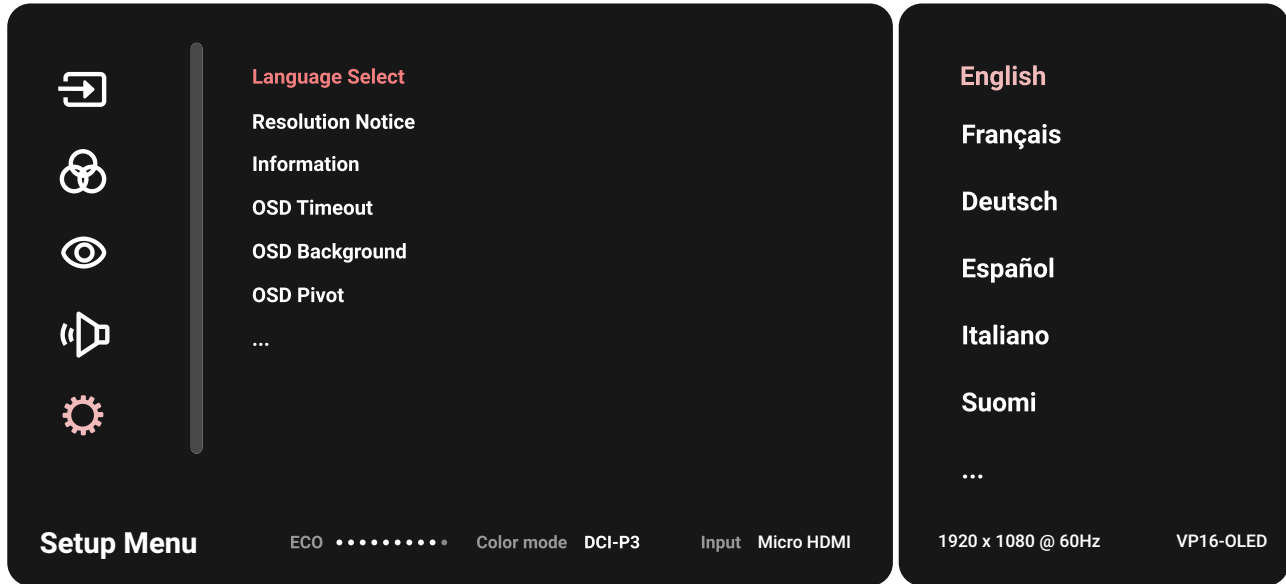 Language Select
Resolution Notice
Information
OSD Timeout
OSD Background
OSD Pivot
...
Setup Menu
ECO
Color mode DCI-P3
Input Micro HDMI
English
Français
Deutsch
Español
Italiano
Suomi
...
1920 x 1080 @ 60Hz
VP16-OLED